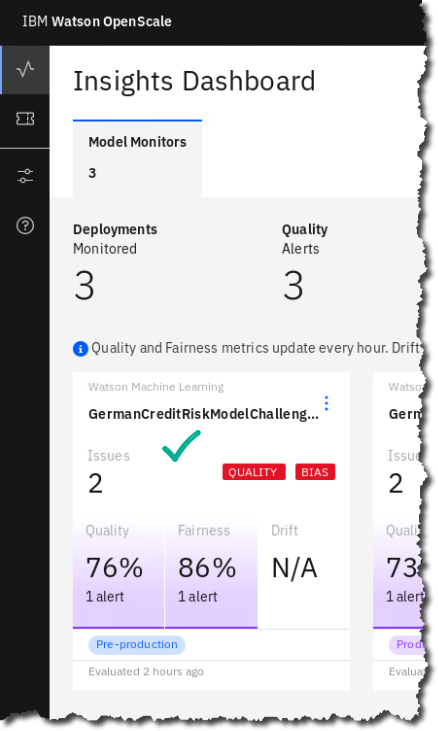 IBM Watson OpenScale
Insights Dashboard
Model Monitors
3
Deployments
Monitored
3
Quality
Alerts
3
Quality and Fairness metrics update every hour. Drift
Watson Machine Learning
GermanCreditRiskModelChalleng...
Issues
2
QUALITY
BIAS
Quality
76%
1 alert
Fairness
86%
1 alert
Drift
N/A
Pre-production
Evaluated 2 hours ago
Watso
Germ
Issue
2
Quali
73
1 alert
Prod
Evalua